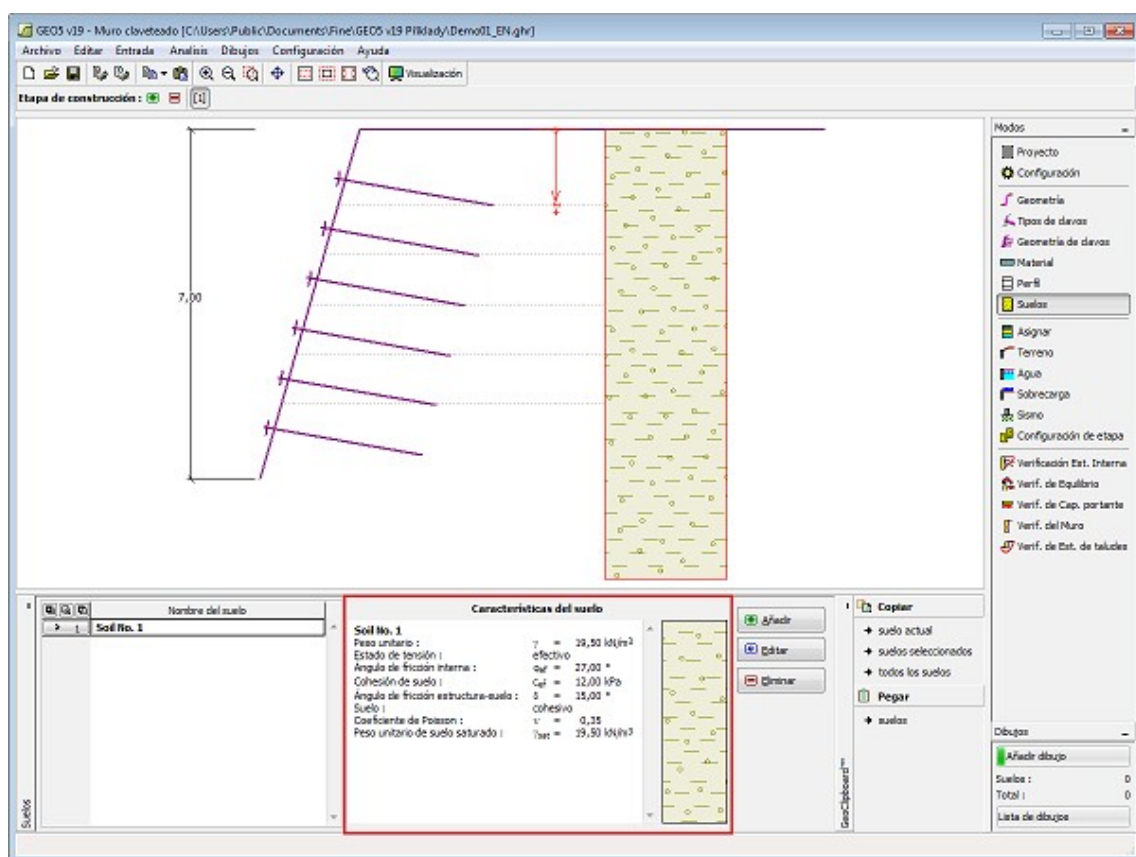 GEO5 v19 - Muro claveteado [C:\Users\Public\Documents\Fine\GEO5 v19 Příklady\Demo01_EN.ghr]
Archivo Editar Entrada Analisis Dibujos Configuración Ayuda
Visualización
Etapa de construcción : [1]
7,00
Modos
Proyecto
Configuración
Geometría
Tipos de clavos
Geometría de clavos
Material
Perfil
Suelos
Asignar
Terreno
Agua
Sobrecarga
Sismo
Configuración de etapa
Verificación Est. Interna
Verif. de Equilibrio
Verif. de Cap. portante
Verif. del Muro
Verif. de Est. de taludes
Nombre del suelo
> 1 Soil No. 1
Características del suelo
Soil No. 1
Peso unitario : γ = 19,50 kN/m³
Estado de tensión : efectivo
Ángulo de fricción interna : φef = 27,00 °
Cohesión de suelo : cef = 12,00 kPa
Ángulo de fricción estructura-suelo : δ = 15,00 °
Suelo : cohesivo
Coeficiente de Poisson : ν = 0,35
Peso unitario de suelo saturado : γsat = 19,50 kN/m³
Añadir
Editar
Eliminar
Copiar
suelo actual
suelos seleccionados
todos los suelos
Pegar
suelos
Suelos
GeoClipboard™
Dibujos
Añadir dibujo
Suelos : 0
Total : 0
Lista de dibujos